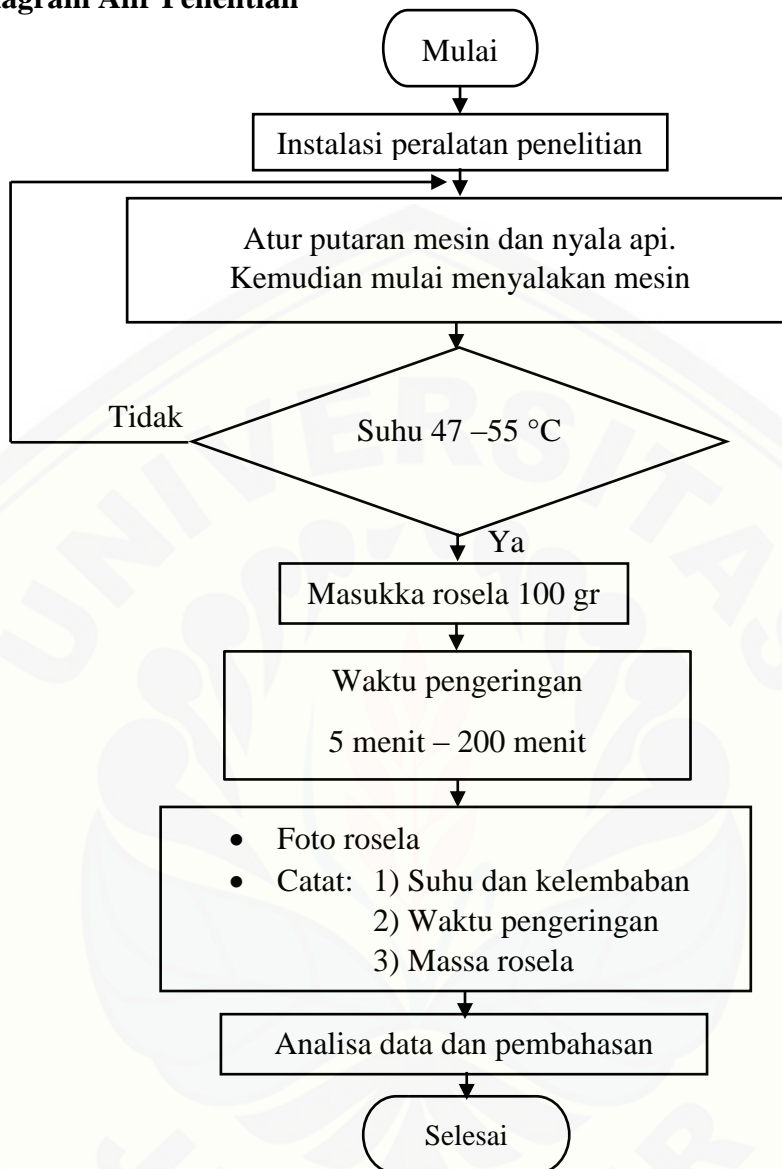 Diagram Alir Penelitian
Mulai
Instalasi peralatan penelitian
Atur putaran mesin dan nyala api.
Kemudian mulai menyalakan mesin
Tidak
Suhu 47 –55 °C
Ya
Masukka rosela 100 gr
Waktu pengeringan
5 menit – 200 menit
• Foto rosela
• Catat: 1) Suhu dan kelembaban
2) Waktu pengeringan
3) Massa rosela
Analisa data dan pembahasan
Selesai
UNIVERSITAS